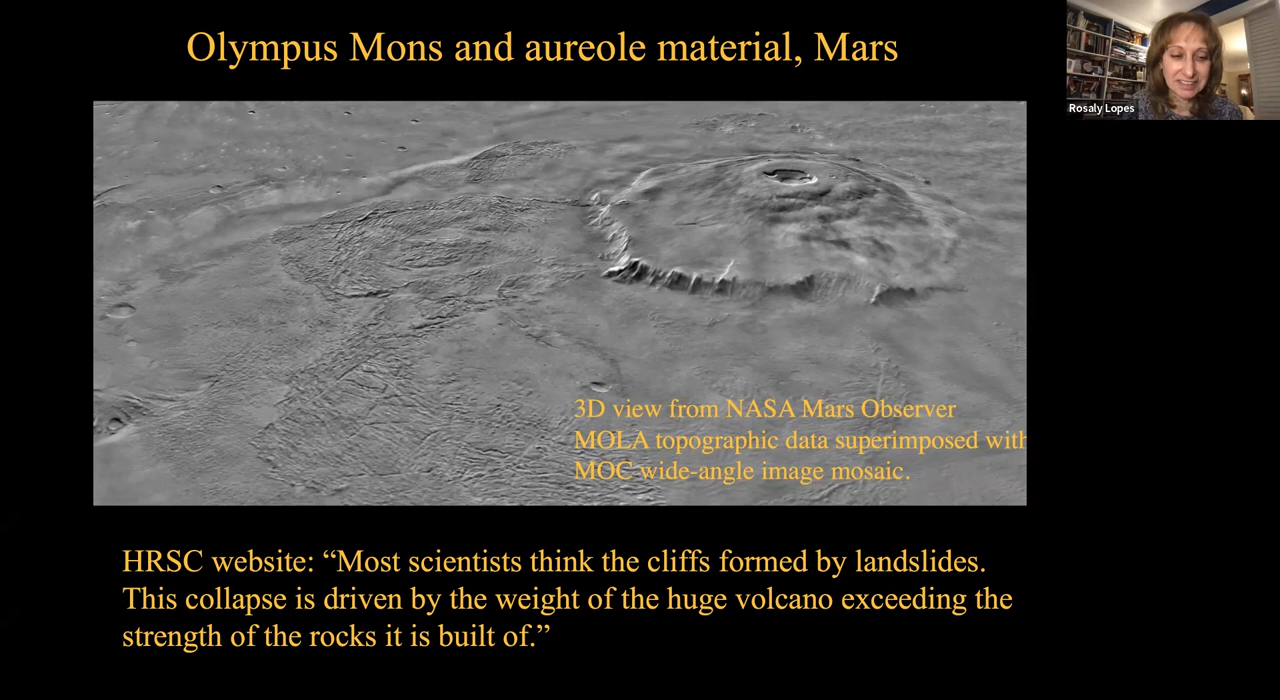 Olympus Mons and aureole material, Mars
Rosaly Lopes
3D view from NASA Mars Observer
MOLA topographic data superimposed with
MOC wide-angle image mosaic.
HRSC website: “Most scientists think the cliffs formed by landslides.
This collapse is driven by the weight of the huge volcano exceeding the
strength of the rocks it is built of.”